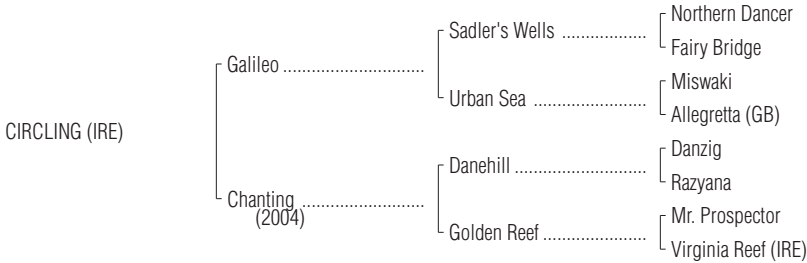 Northern Dancer
Sadler's Wells ...................
Fairy Bridge
Galileo ..............................
Miswaki
Urban Sea ........................
Allegretta (GB)
CIRCLING (IRE)
Danzig
Danehill ............................
Razyana
Chanting ..........................
(2004)
Mr. Prospector
Golden Reef ......................
Virginia Reef (IRE)